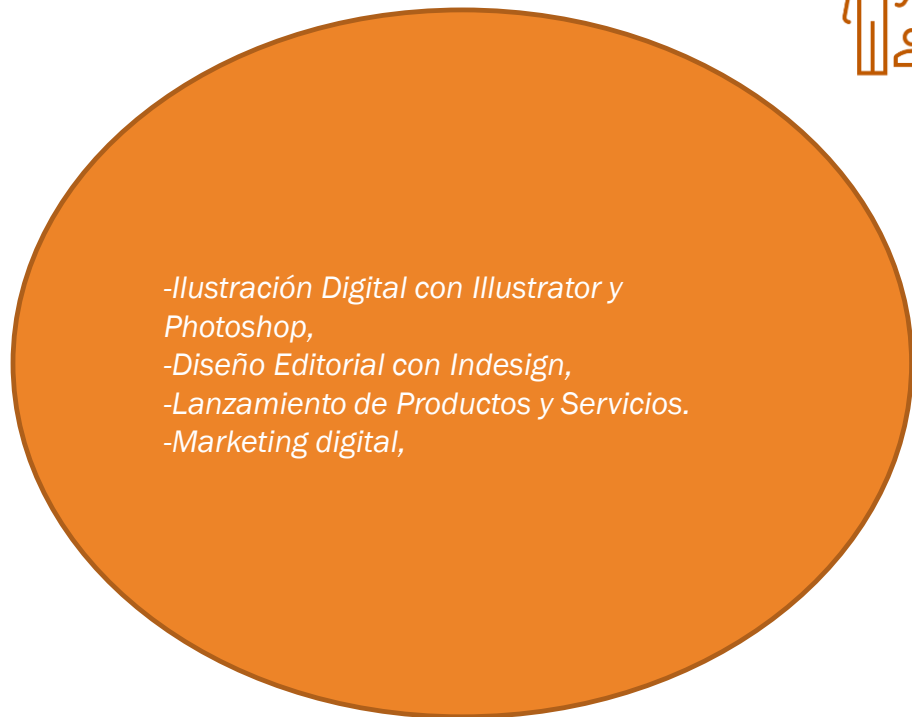 -Ilustración Digital con Illustrator y
Photoshop,
-Diseño Editorial con Indesign,
-Lanzamiento de Productos y Servicios.
-Marketing digital,